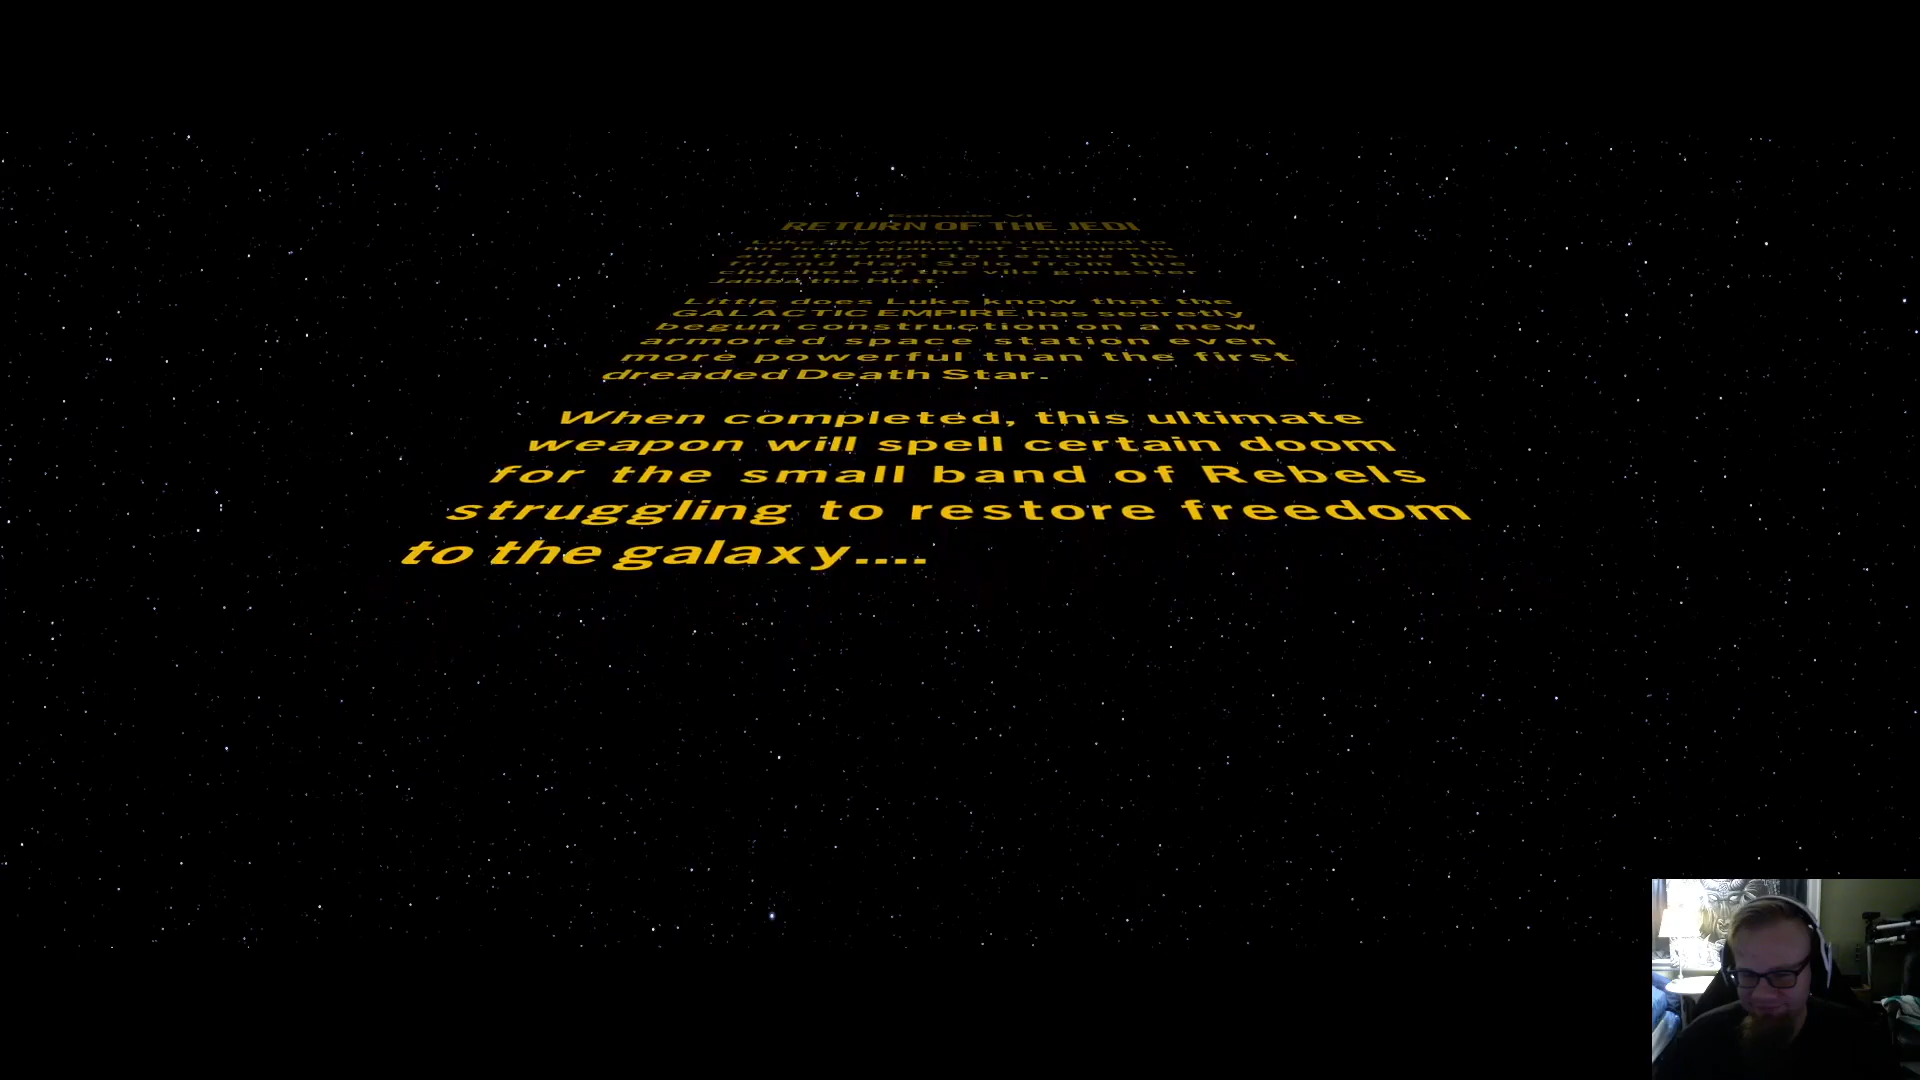 Episode VI
RETURN OF THE JEDI
Luke Skywalker has returned to
his home planet of Tatooine in
an attempt to rescue his
friend Han Solo from the
clutches of the vile gangster
Jabba the Hutt.
Little does Luke know that the
GALACTIC EMPIRE has secretly
begun construction on a new
armored space station even
more powerful than the first
dreaded Death Star.
When completed, this ultimate
weapon will spell certain doom
for the small band of Rebels
struggling to restore freedom
to the galaxy....